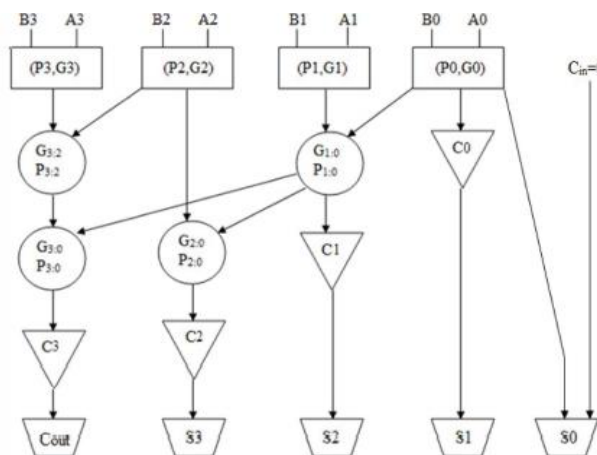 B3 A3 B2 A2 B1 A1 B0 A0
(P3,G3) (P2,G2) (P1,G1) (P0,G0) Cin=
C0
G3:2 G1:0
P3:2 P1:0
C1
G3:0 G2:0
P3:0 P2:0
C3 C2
Cout S3 S2 S1 S0